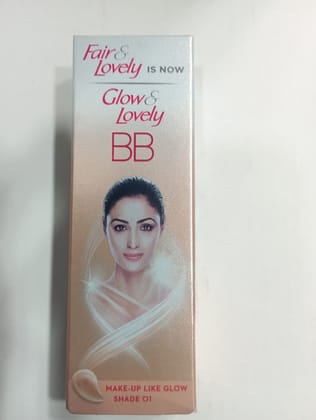 Fair &
Lovely IS NOW
Glow &
Lovely
BB
MAKE-UP LIKE GLOW
SHADE 01